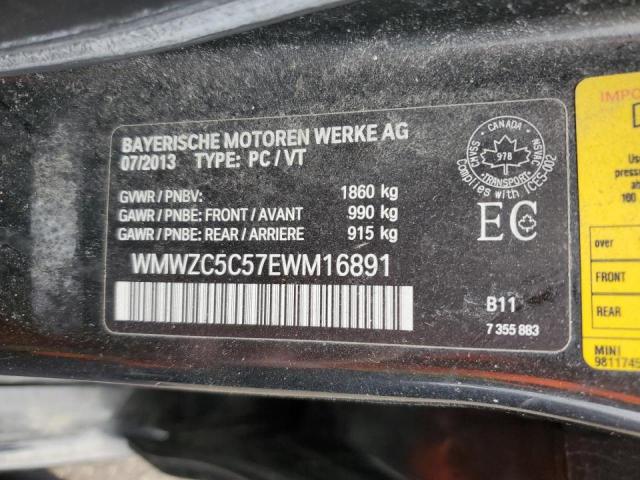 BAYERISCHE MOTOREN WERKE AG
07/2013 TYPE: PC / VT
GVWR / PNBV: 1860 kg
GAWR / PNBE: FRONT / AVANT 990 kg
GAWR / PNBE: REAR / ARRIERE 915 kg
WMWZC5C57EWM16891
CANADA
978
TRANSPORT
Complies with ICES-002
EC
B11
7 355 883
over
FRONT
REAR
MINI